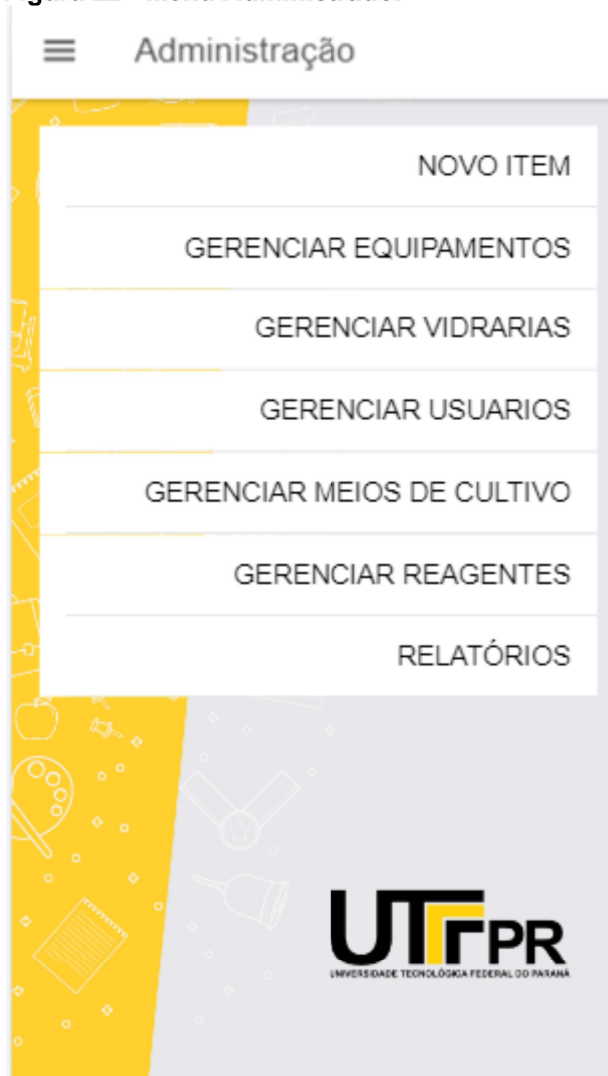 Administração
NOVO ITEM
GERENCIAR EQUIPAMENTOS
GERENCIAR VIDRARIAS
GERENCIAR USUARIOS
GERENCIAR MEIOS DE CULTIVO
GERENCIAR REAGENTES
RELATÓRIOS
UTFPR
UNIVERSIDADE TECNOLÓGICA FEDERAL DO PARANÁ